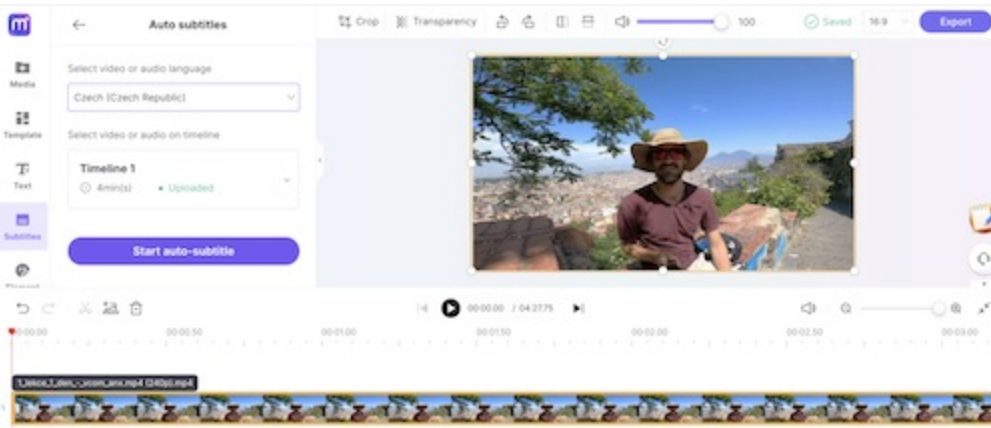 Auto subtitles
Crop
Transparency
100
Saved
16:9
Export
Media
Template
Text
Subtitles
Element
Select video or audio language
Czech (Czech Republic)
Select video or audio on timeline
Timeline 1
4min(s)
Uploaded
Start auto-subtitle
00:00.00 / 04:27.75
00:00.00
00:00.50
00:01.00
00:01.50
00:02.00
00:02.50
00:03.00